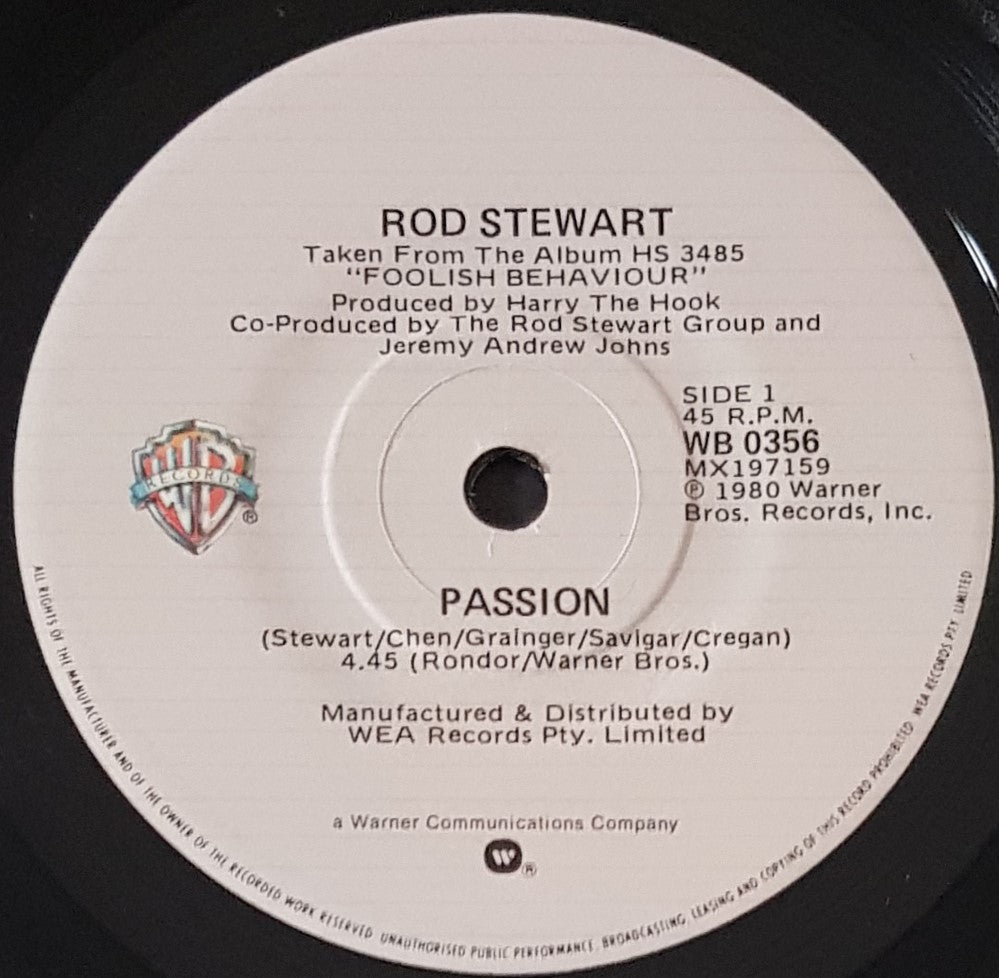 ROD STEWART
Taken From The Album HS 3485
"FOOLISH BEHAVIOUR"
Produced by Harry The Hook
Co-Produced by The Rod Stewart Group and
Jeremy Andrew Johns
SIDE 1
45 R.P.M.
WB 0356
MX197159
℗ 1980 Warner
Bros. Records, Inc.
WB
RECORDS
®
PASSION
(Stewart/Chen/Grainger/Savigar/Cregan)
4.45 (Rondor/Warner Bros.)
Manufactured & Distributed by
WEA Records Pty. Limited
a Warner Communications Company
W ®
ALL RIGHTS OF THE MANUFACTURER AND OF THE OWNER OF THE RECORDED WORK RESERVED. UNAUTHORISED PUBLIC PERFORMANCE, BROADCASTING, LEASING AND COPYING OF THIS RECORD PROHIBITED. WEA RECORDS PTY. LIMITED